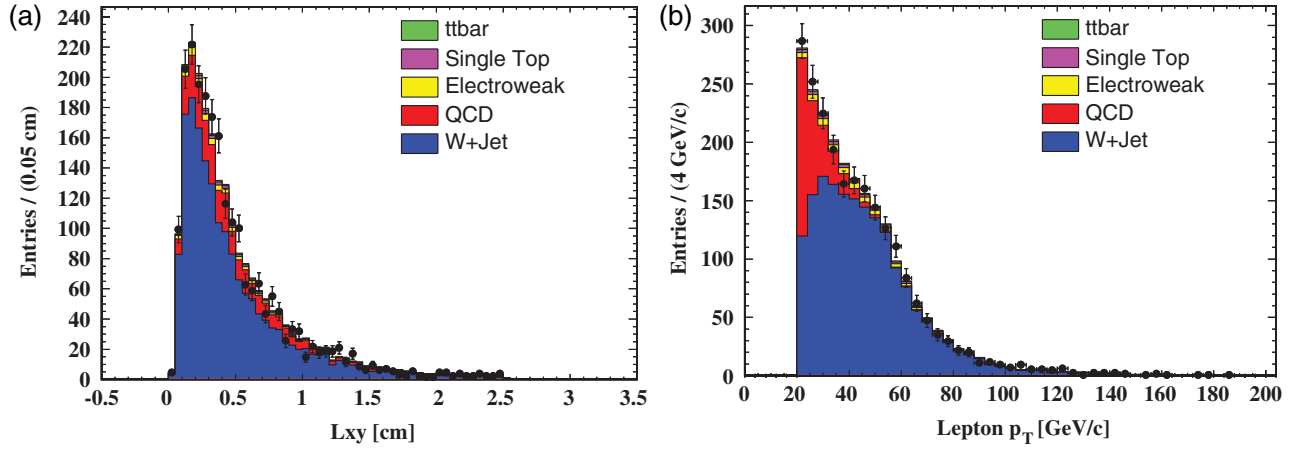 (a)
ttbar
Single Top
Electroweak
QCD
W+Jet
Entries / (0.05 cm)
220
200
180
160
140
120
100
80
60
40
20
0
-0.5 0 0.5 1 1.5 2 2.5 3 3.5
Lxy [cm]
(b)
ttbar
Single Top
Electroweak
QCD
W+Jet
Entries / (4 GeV/c)
300
250
200
150
100
50
0
0 20 40 60 80 100 120 140 160 180 200
Lepton p_T [GeV/c]